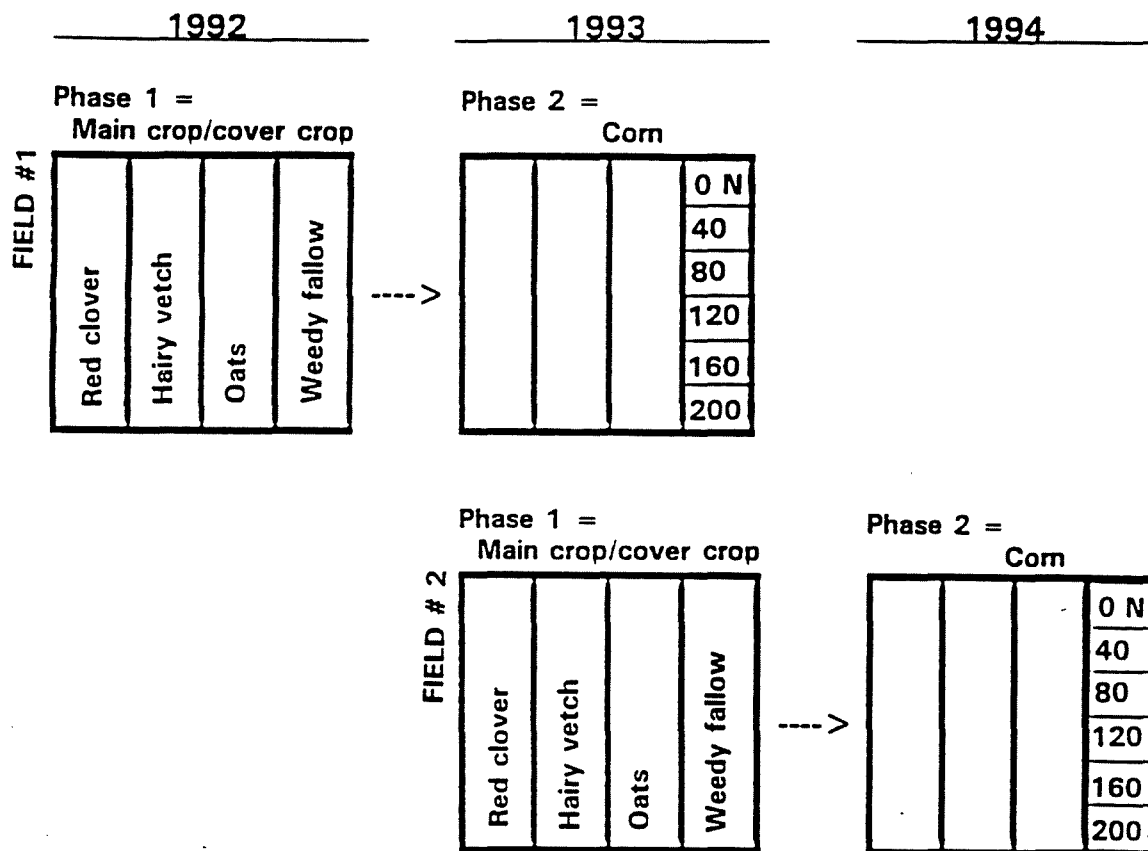 1992
1993
1994
Phase 1 =
Main crop/cover crop
Phase 2 =
Corn
FIELD #1
Red clover
Hairy vetch
Oats
Weedy fallow
---->
0 N
40
80
120
160
200
Phase 1 =
Main crop/cover crop
Phase 2 =
Corn
FIELD # 2
Red clover
Hairy vetch
Oats
Weedy fallow
---->
0 N
40
80
120
160
200